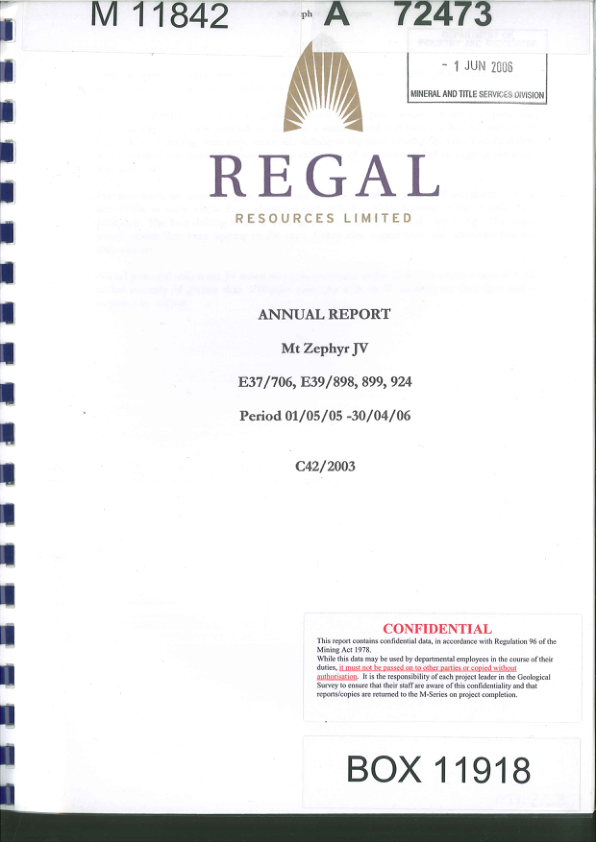 M 11842
ph
A 72473
- 1 JUN 2006
MINERAL AND TITLE SERVICES DIVISION
REGAL
RESOURCES LIMITED
ANNUAL REPORT
Mt Zephyr JV
E37/706, E39/898, 899, 924
Period 01/05/05 -30/04/06
C42/2003
CONFIDENTIAL
This report contains confidential data, in accordance with Regulation 96 of the
Mining Act 1978.
While this data may be used by departmental employees in the course of their
duties, it must not be passed on to other parties or copied without
authorisation. It is the responsibility of each project leader in the Geological
Survey to ensure that their staff are aware of this confidentiality and that
reports/copies are returned to the M-Series on project completion.
BOX 11918